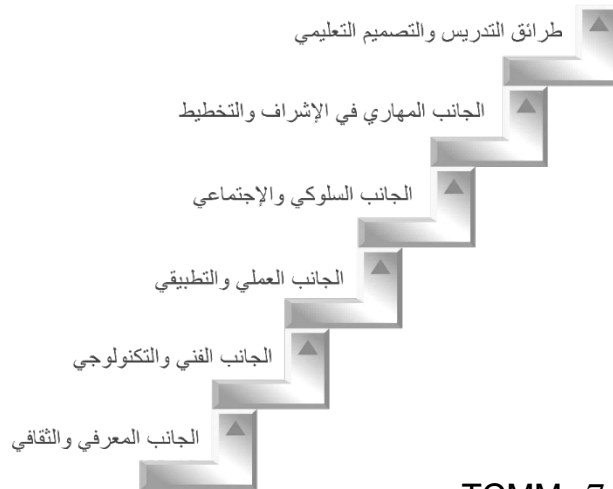 طرائق التدريس والتصميم التعليمي
الجانب المهاري في الإشراف والتخطيط
الجانب السلوكي والإجتماعي
الجانب العملي والتطبيقي
الجانب الفني والتكنولوجي
الجانب المعرفي والثقافي